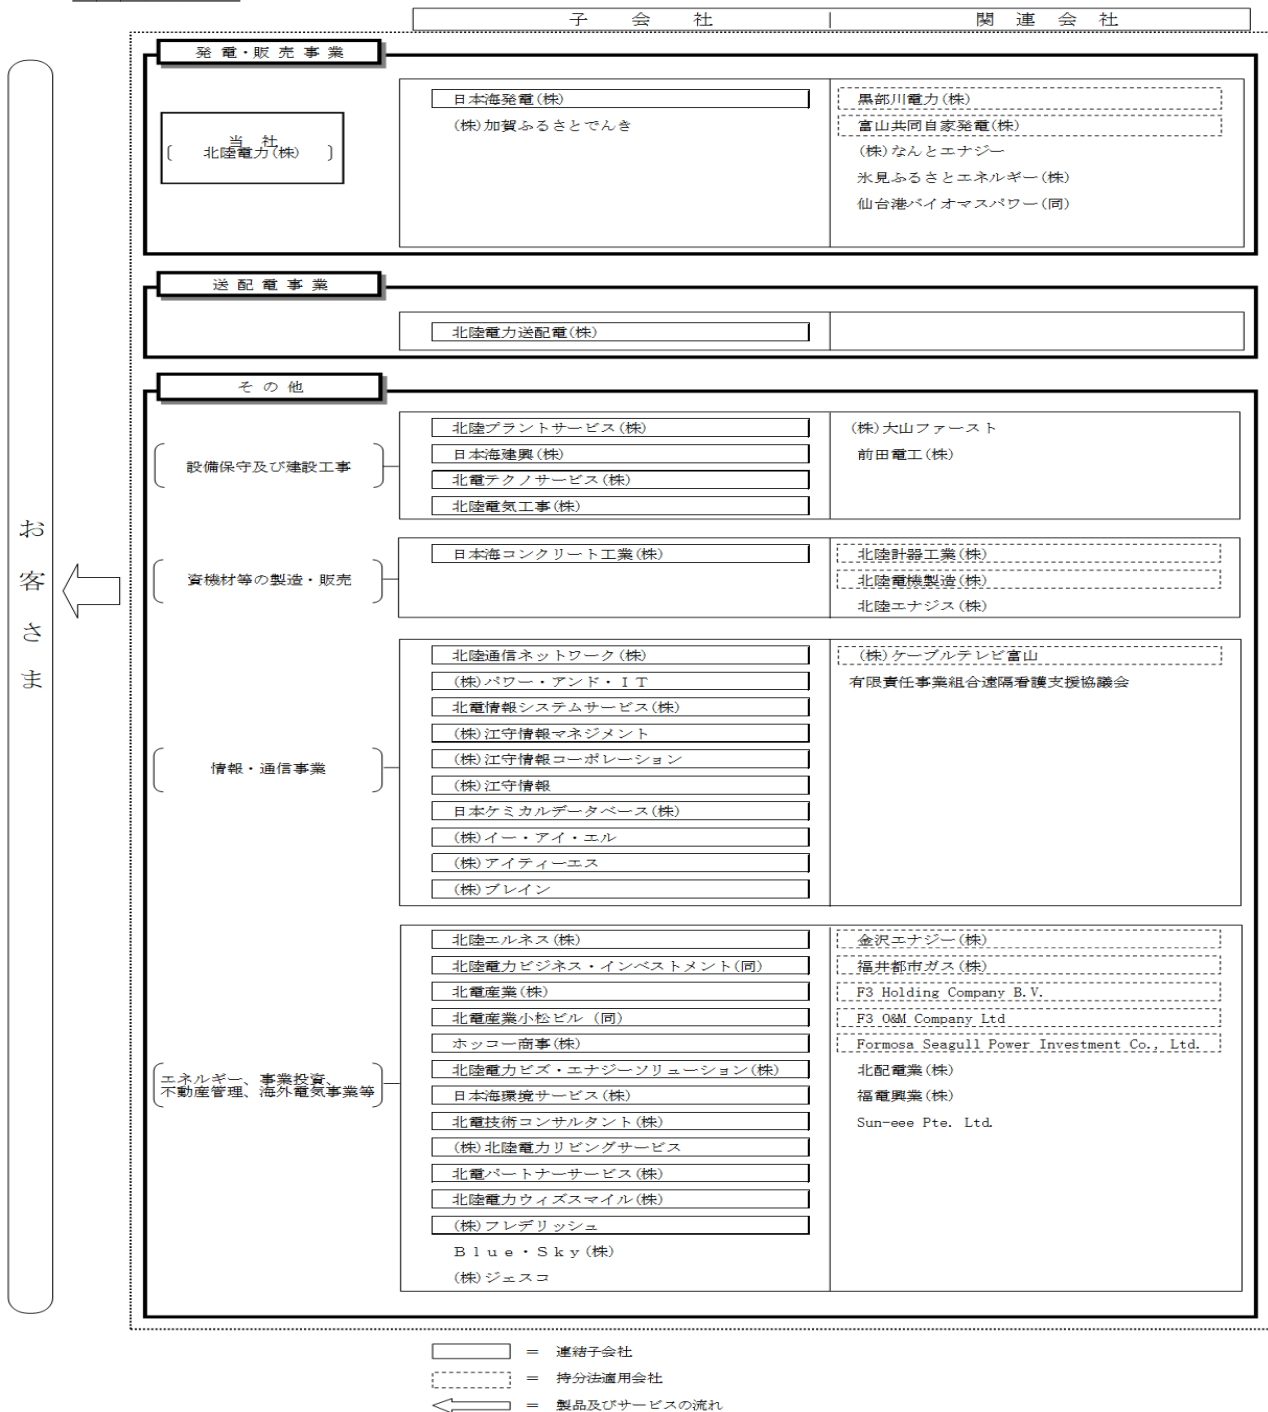 子会社 関連会社
発電・販売事業
当社
北陸電力(株)
日本海発電(株)
(株)加賀ふるさとでんき
黒部川電力(株)
富山共同自家発電(株)
(株)なんとエナジー
氷見ふるさとエネルギー(株)
仙台港バイオマスパワー(同)
送配電事業
北陸電力送配電(株)
その他
設備保守及び建設工事
北陸プラントサービス(株)
日本海建興(株)
北電テクノサービス(株)
北陸電気工事(株)
(株)大山ファースト
前田電工(株)
資機材等の製造・販売
日本海コンクリート工業(株)
北陸計器工業(株)
北陸電機製造(株)
北陸エナジス(株)
情報・通信事業
北陸通信ネットワーク(株)
(株)パワー・アンド・IT
北電情報システムサービス(株)
(株)江守情報マネジメント
(株)江守情報コーポレーション
(株)江守情報
日本ケミカルデータベース(株)
(株)イー・アイ・エル
(株)アイティーエス
(株)ブレイン
(株)ケーブルテレビ富山
有限責任事業組合遠隔看護支援協議会
エネルギー、事業投資、
不動産管理、海外電気事業等
北陸エルネス(株)
北陸電力ビジネス・インベストメント(同)
北電産業(株)
北電産業小松ビル(同)
ホッコー商事(株)
北陸電力ビズ・エナジーソリューション(株)
日本海環境サービス(株)
北電技術コンサルタント(株)
(株)北陸電力リビングサービス
北電パートナーサービス(株)
北陸電力ウィズスマイル(株)
(株)フレデリッシュ
Blue・Sky(株)
(株)ジェスコ
金沢エナジー(株)
福井都市ガス(株)
F3 Holding Company B.V.
F3 O&M Company Ltd
Formosa Seagull Power Investment Co., Ltd.
北配電業(株)
福電興業(株)
Sun-eee Pte. Ltd.
お客さま
= 連結子会社
= 持分法適用会社
= 製品及びサービスの流れ